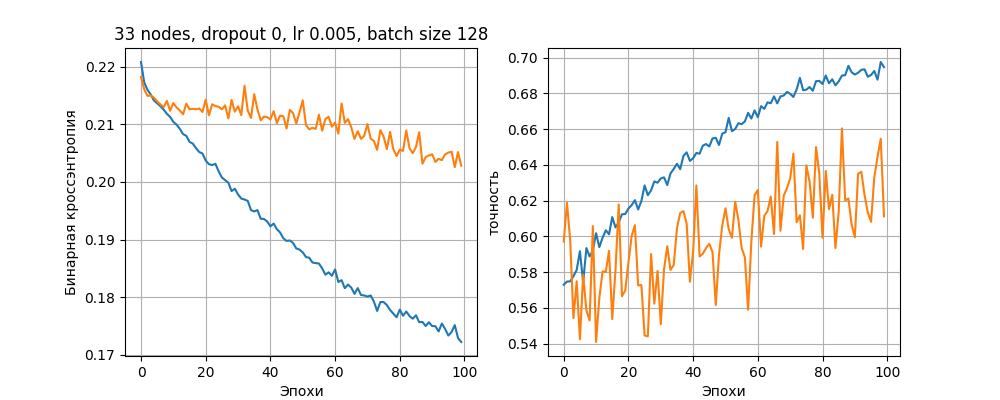 33 nodes, dropout 0, lr 0.005, batch size 128
Бинарная кроссэнтропия
0.22
0.21
0.20
0.19
0.18
0.17
0 20 40 60 80 100
Эпохи
точность
0.70
0.68
0.66
0.64
0.62
0.60
0.58
0.56
0.54
0 20 40 60 80 100
Эпохи